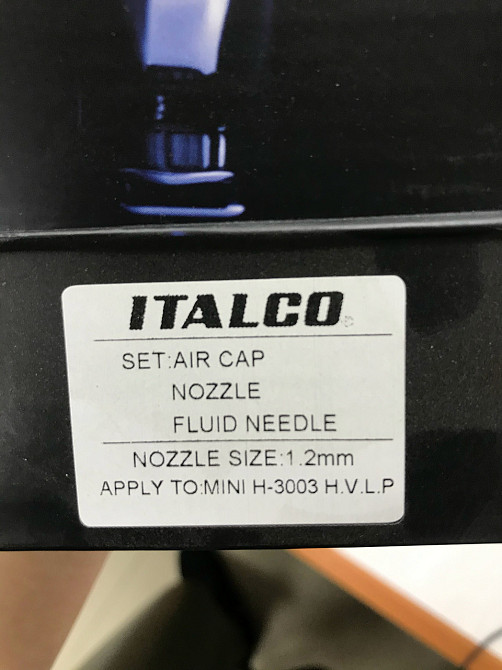 ITALCO
SET:AIR CAP
NOZZLE
FLUID NEEDLE
NOZZLE SIZE:1.2mm
APPLY TO:MINI H-3003 H.V.L.P